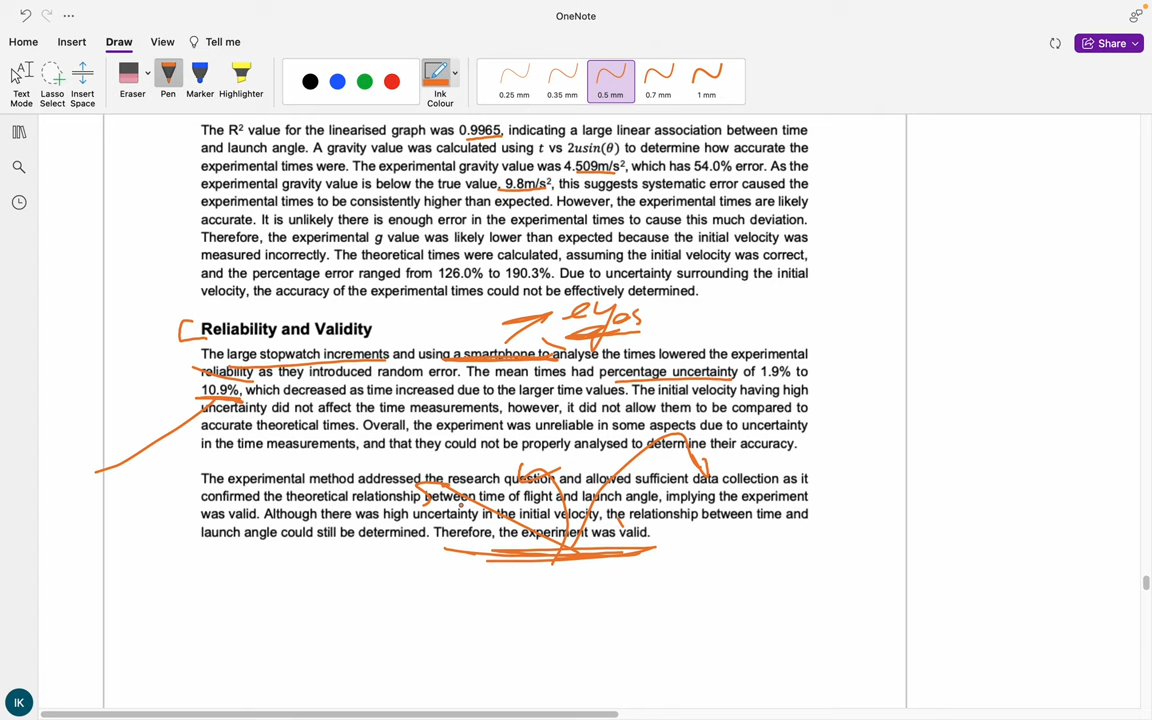 OneNote
Home Insert Draw View Tell me
Share
Text Mode
Lasso Select
Insert Space
Eraser
Pen
Marker
Highlighter
Ink Colour
0.25 mm
0.35 mm
0.5 mm
0.7 mm
1 mm
The R² value for the linearised graph was 0.9965, indicating a large linear association between time
and launch angle. A gravity value was calculated using t vs 2usin(θ) to determine how accurate the
experimental times were. The experimental gravity value was 4.509m/s², which has 54.0% error. As the
experimental gravity value is below the true value, 9.8m/s², this suggests systematic error caused the
experimental times to be consistently higher than expected. However, the experimental times are likely
accurate. It is unlikely there is enough error in the experimental times to cause this much deviation.
Therefore, the experimental g value was likely lower than expected because the initial velocity was
measured incorrectly. The theoretical times were calculated, assuming the initial velocity was correct,
and the percentage error ranged from 126.0% to 190.3%. Due to uncertainty surrounding the initial
velocity, the accuracy of the experimental times could not be effectively determined.
eyes
Reliability and Validity
The large stopwatch increments and using a smartphone to analyse the times lowered the experimental
reliability as they introduced random error. The mean times had percentage uncertainty of 1.9% to
10.9%, which decreased as time increased due to the larger time values. The initial velocity having high
uncertainty did not affect the time measurements, however, it did not allow them to be compared to
accurate theoretical times. Overall, the experiment was unreliable in some aspects due to uncertainty
in the time measurements, and that they could not be properly analysed to determine their accuracy.
The experimental method addressed the research question and allowed sufficient data collection as it
confirmed the theoretical relationship between time of flight and launch angle, implying the experiment
was valid. Although there was high uncertainty in the initial velocity, the relationship between time and
launch angle could still be determined. Therefore, the experiment was valid.
IK